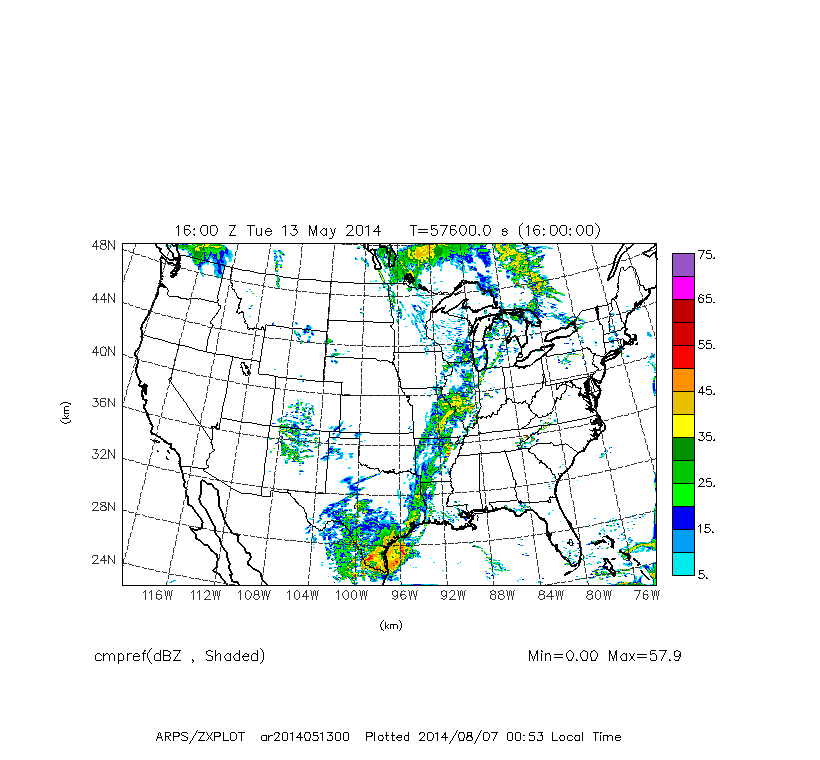 16:00 Z Tue 13 May 2014 T=57600.0 s (16:00:00)
48N
44N
40N
36N
32N
28N
24N
(km)
75.
65.
55.
45.
35.
25.
15.
5.
116W 112W 108W 104W 100W 96W 92W 88W 84W 80W 76W
(km)
cmpref(dBZ , Shaded) Min=0.00 Max=57.9
ARPS/ZXPLOT ar2014051300 Plotted 2014/08/07 00:53 Local Time